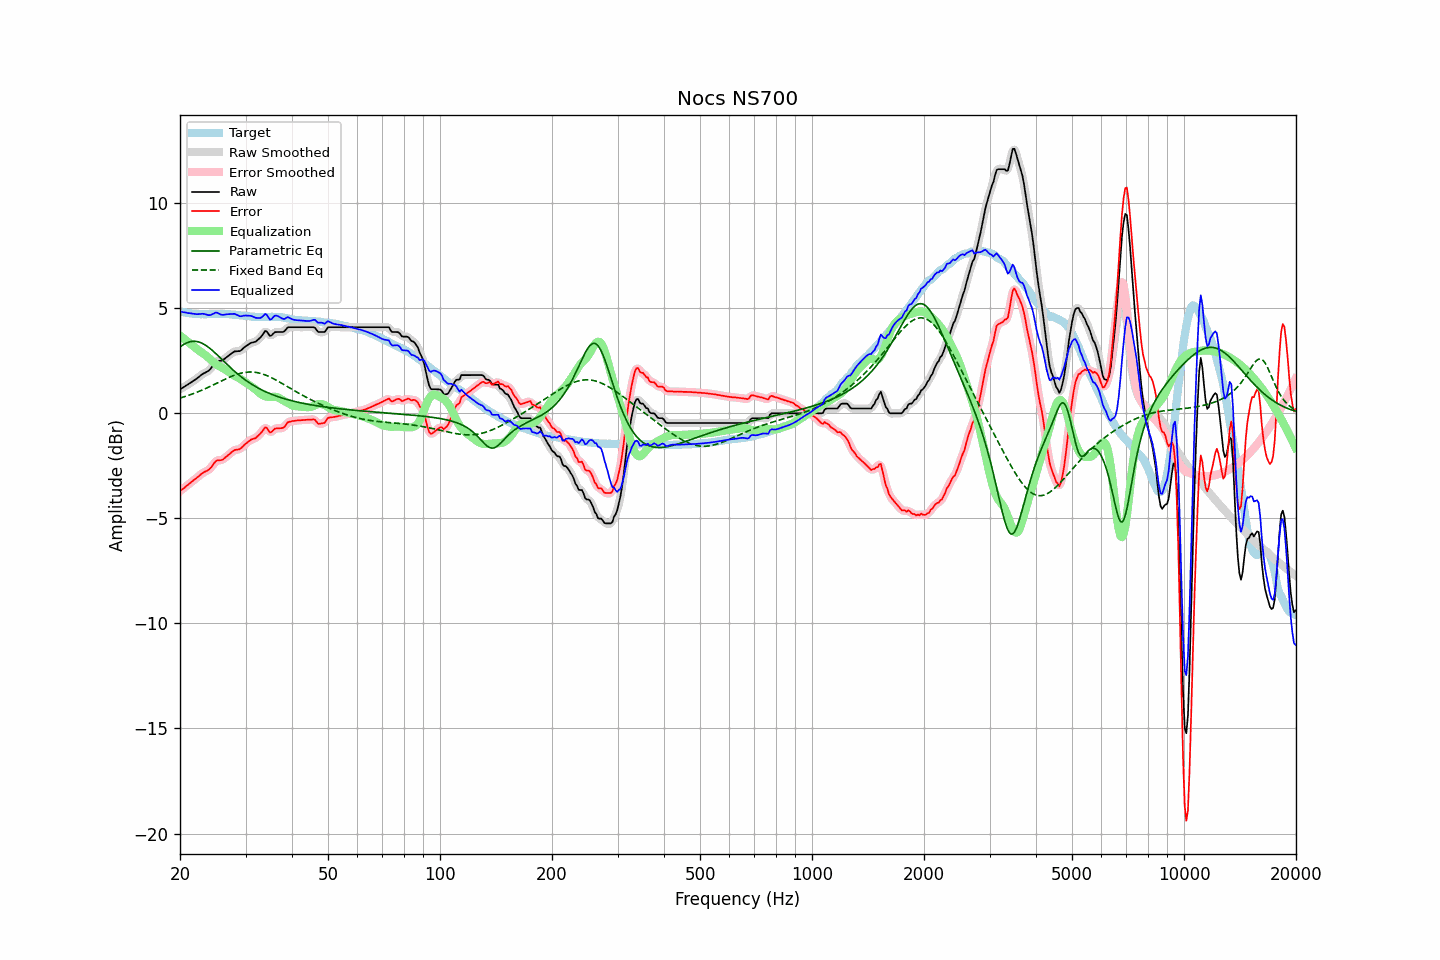 Nocs NS700
Target
Raw Smoothed
Error Smoothed
Raw
Error
Equalization
Parametric Eq
Fixed Band Eq
Equalized
Amplitude (dBr)
10
5
0
−5
−10
−15
−20
20 50 100 200 500 1000 2000 5000 10000 20000
Frequency (Hz)